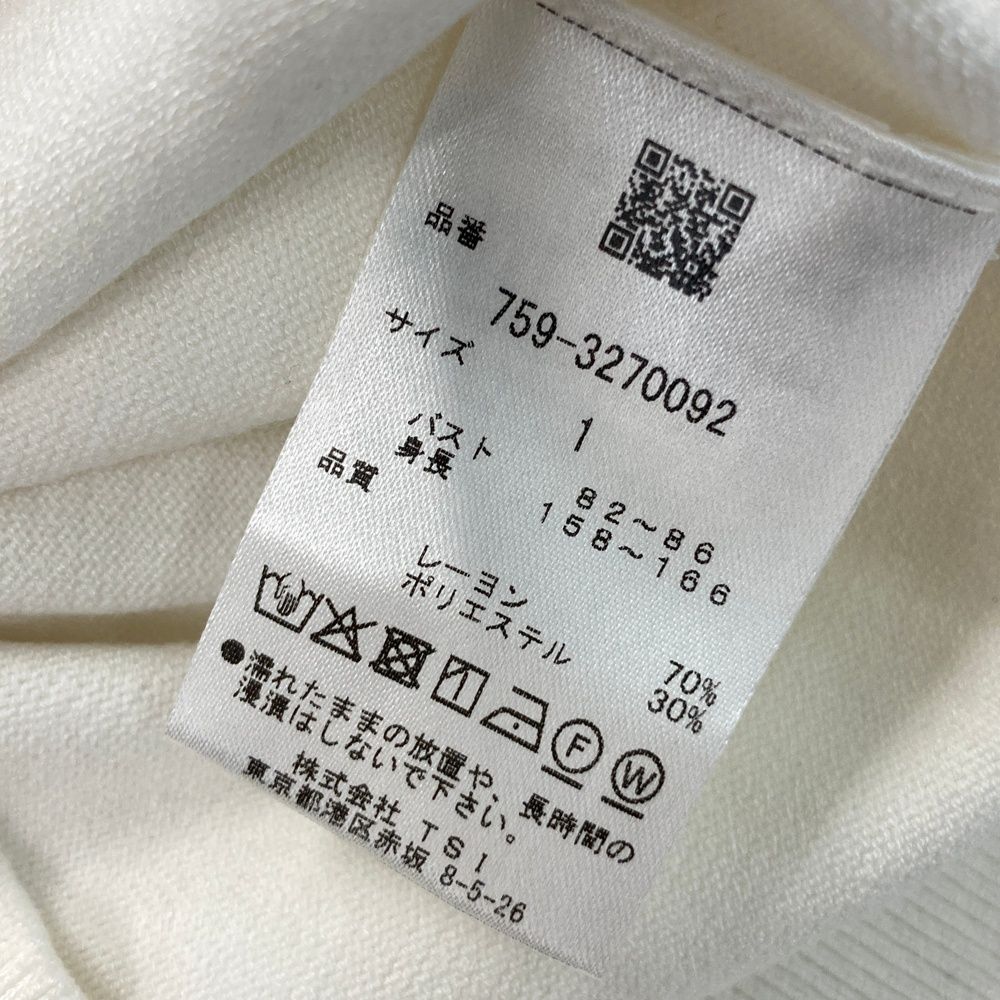 品番
759-3270092
サイズ
1
バスト 82~86
身長 158~166
品質
レーヨン 70%
ポリエステル 30%
F W
●濡れたままの放置や、長時間の
浸漬はしないで下さい。
株式会社 TSI
東京都港区赤坂 8-5-26